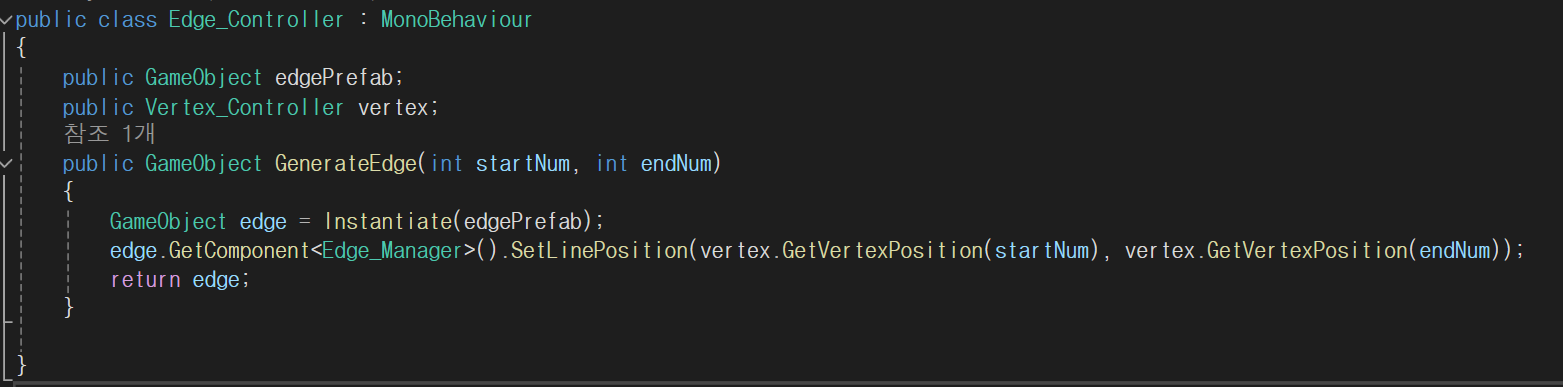 public class Edge_Controller : MonoBehaviour
{
public GameObject edgePrefab;
public Vertex_Controller vertex;
참조 1개
public GameObject GenerateEdge(int startNum, int endNum)
{
GameObject edge = Instantiate(edgePrefab);
edge.GetComponent<Edge_Manager>().SetLinePosition(vertex.GetVertexPosition(startNum), vertex.GetVertexPosition(endNum));
return edge;
}
}